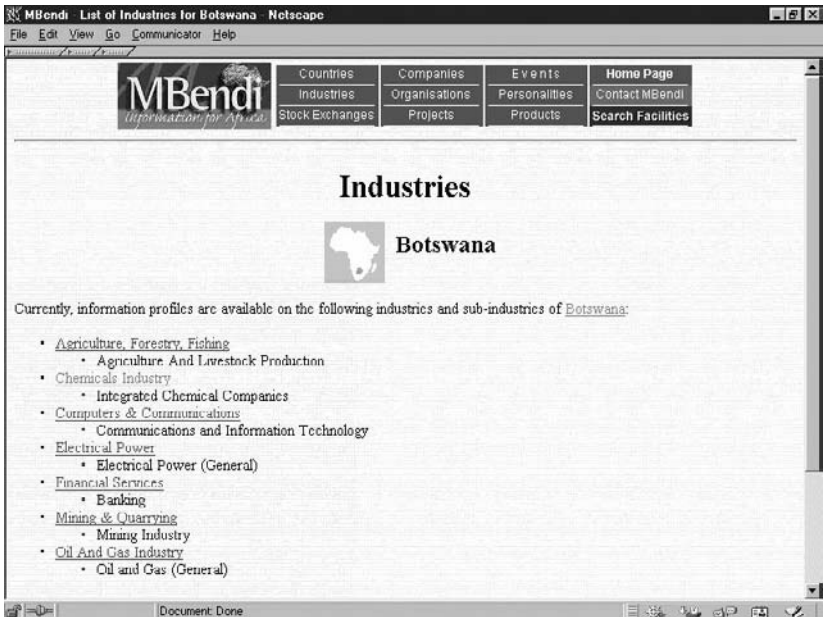 MBendi - List of Industries for Botswana - Netscape
File Edit View Go Communicator Help
MBendi
Information for Africa
Countries Companies Events Home Page
Industries Organisations Personalities Contact MBendi
Stock Exchanges Projects Products Search Facilities
Industries
Botswana
Currently, information profiles are available on the following industries and sub-industries of Botswana:
• Agriculture, Forestry, Fishing
• Agriculture And Livestock Production
• Chemicals Industry
• Integrated Chemical Companies
• Computers & Communications
• Communications and Information Technology
• Electrical Power
• Electrical Power (General)
• Financial Services
• Banking
• Mining & Quarrying
• Mining Industry
• Oil And Gas Industry
• Oil and Gas (General)
Document: Done